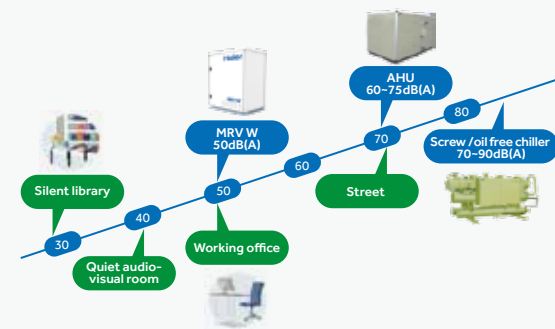 AHU
60~75dB(A)
MRV W
50dB(A)
80
Screw /oil free chiller
70~90dB(A)
70
60
Street
Silent library
50
40
30
Working office
Quiet audio-
visual room